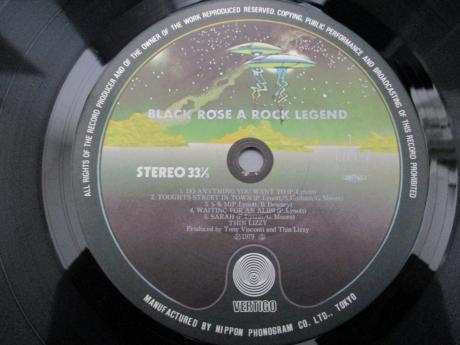 ALL RIGHTS OF THE RECORD PRODUCER AND OF THE OWNER OF THE WORK REPRODUCED RESERVED. COPYING, PUBLIC PERFORMANCE AND BROADCASTING OF THIS RECORD PROHIBITED
BLACK ROSE A ROCK LEGEND
STEREO 33⅓
1. DO ANYTHING YOU WANT TO (P. Lynott)
2. TOUGHTS STREET IN TOWN (P. Lynott, S. Gorham, G. Moore)
3. S & M (P. Lynott, B. Downey)
4. WAITING FOR AN ALIBI (P. Lynott)
5. SARAH (P. Lynott, G. Moore)
THIN LIZZY
Produced by Tony Visconti and Thin Lizzy
Ⓟ 1979
VERTIGO
MANUFACTURED BY NIPPON PHONOGRAM CO. LTD., TOKYO